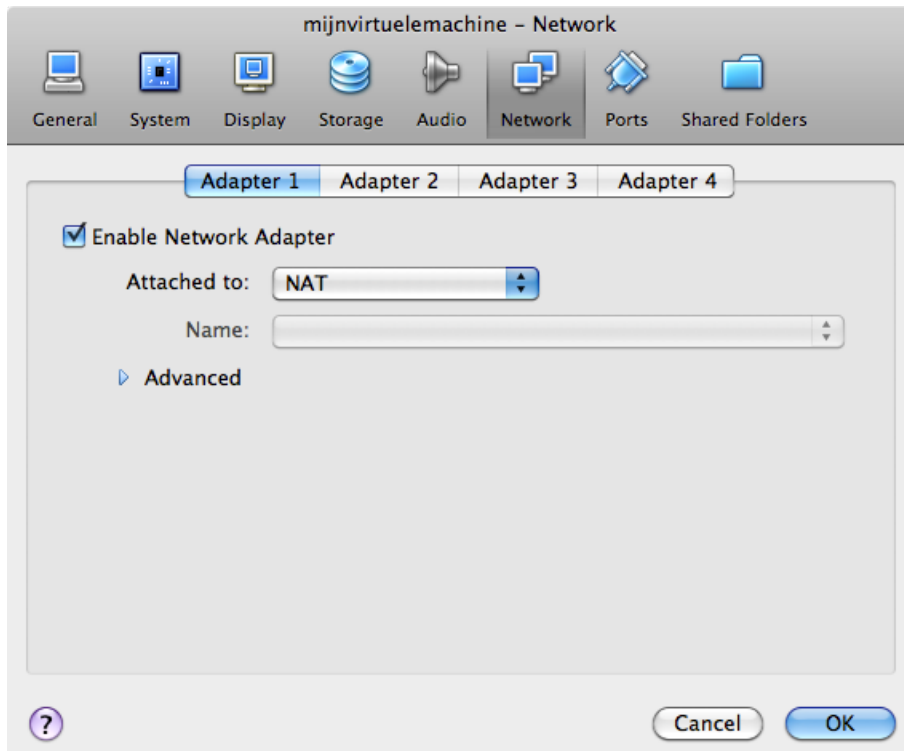 mijnvirtuelemachine – Network
General System Display Storage Audio Network Ports Shared Folders
Adapter 1 Adapter 2 Adapter 3 Adapter 4
Enable Network Adapter
Attached to: NAT
Name:
Advanced
? Cancel OK